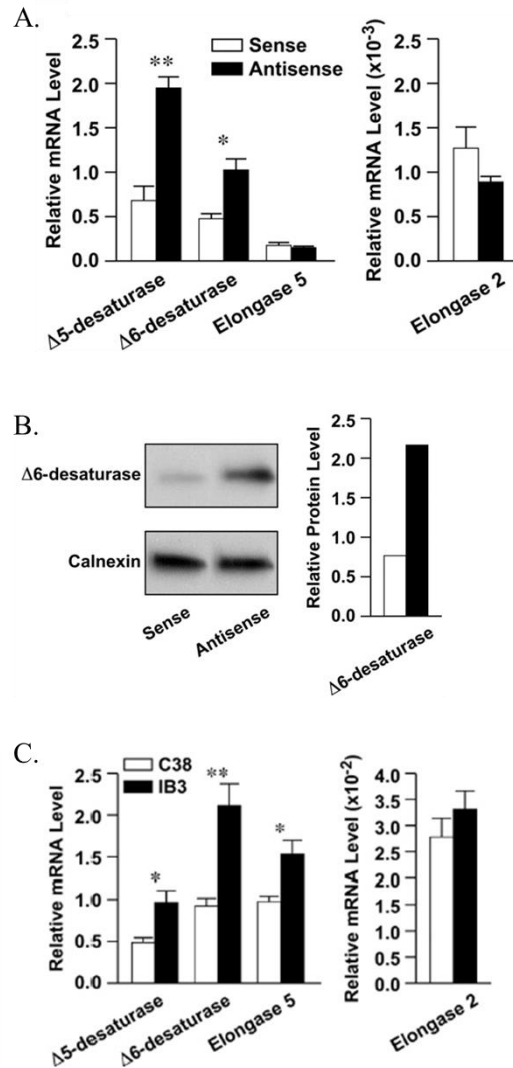 A.
Sense
Antisense
Relative mRNA Level
2.5
2.0
1.5
1.0
0.5
0.0
**
*
Δ5-desaturase
Δ6-desaturase
Elongase 5
Relative mRNA Level (x10-3)
2.5
2.0
1.5
1.0
0.5
0.0
Elongase 2
B.
Δ6-desaturase
Calnexin
Sense
Antisense
Relative Protein Level
2.5
2.0
1.5
1.0
0.5
0.0
Δ6-desaturase
C.
C38
IB3
Relative mRNA Level
2.5
2.0
1.5
1.0
0.5
0.0
*
**
*
Δ5-desaturase
Δ6-desaturase
Elongase 5
Relative mRNA Level (x10-2)
4.0
3.5
3.0
2.5
2.0
1.5
1.0
0.5
0.0
Elongase 2